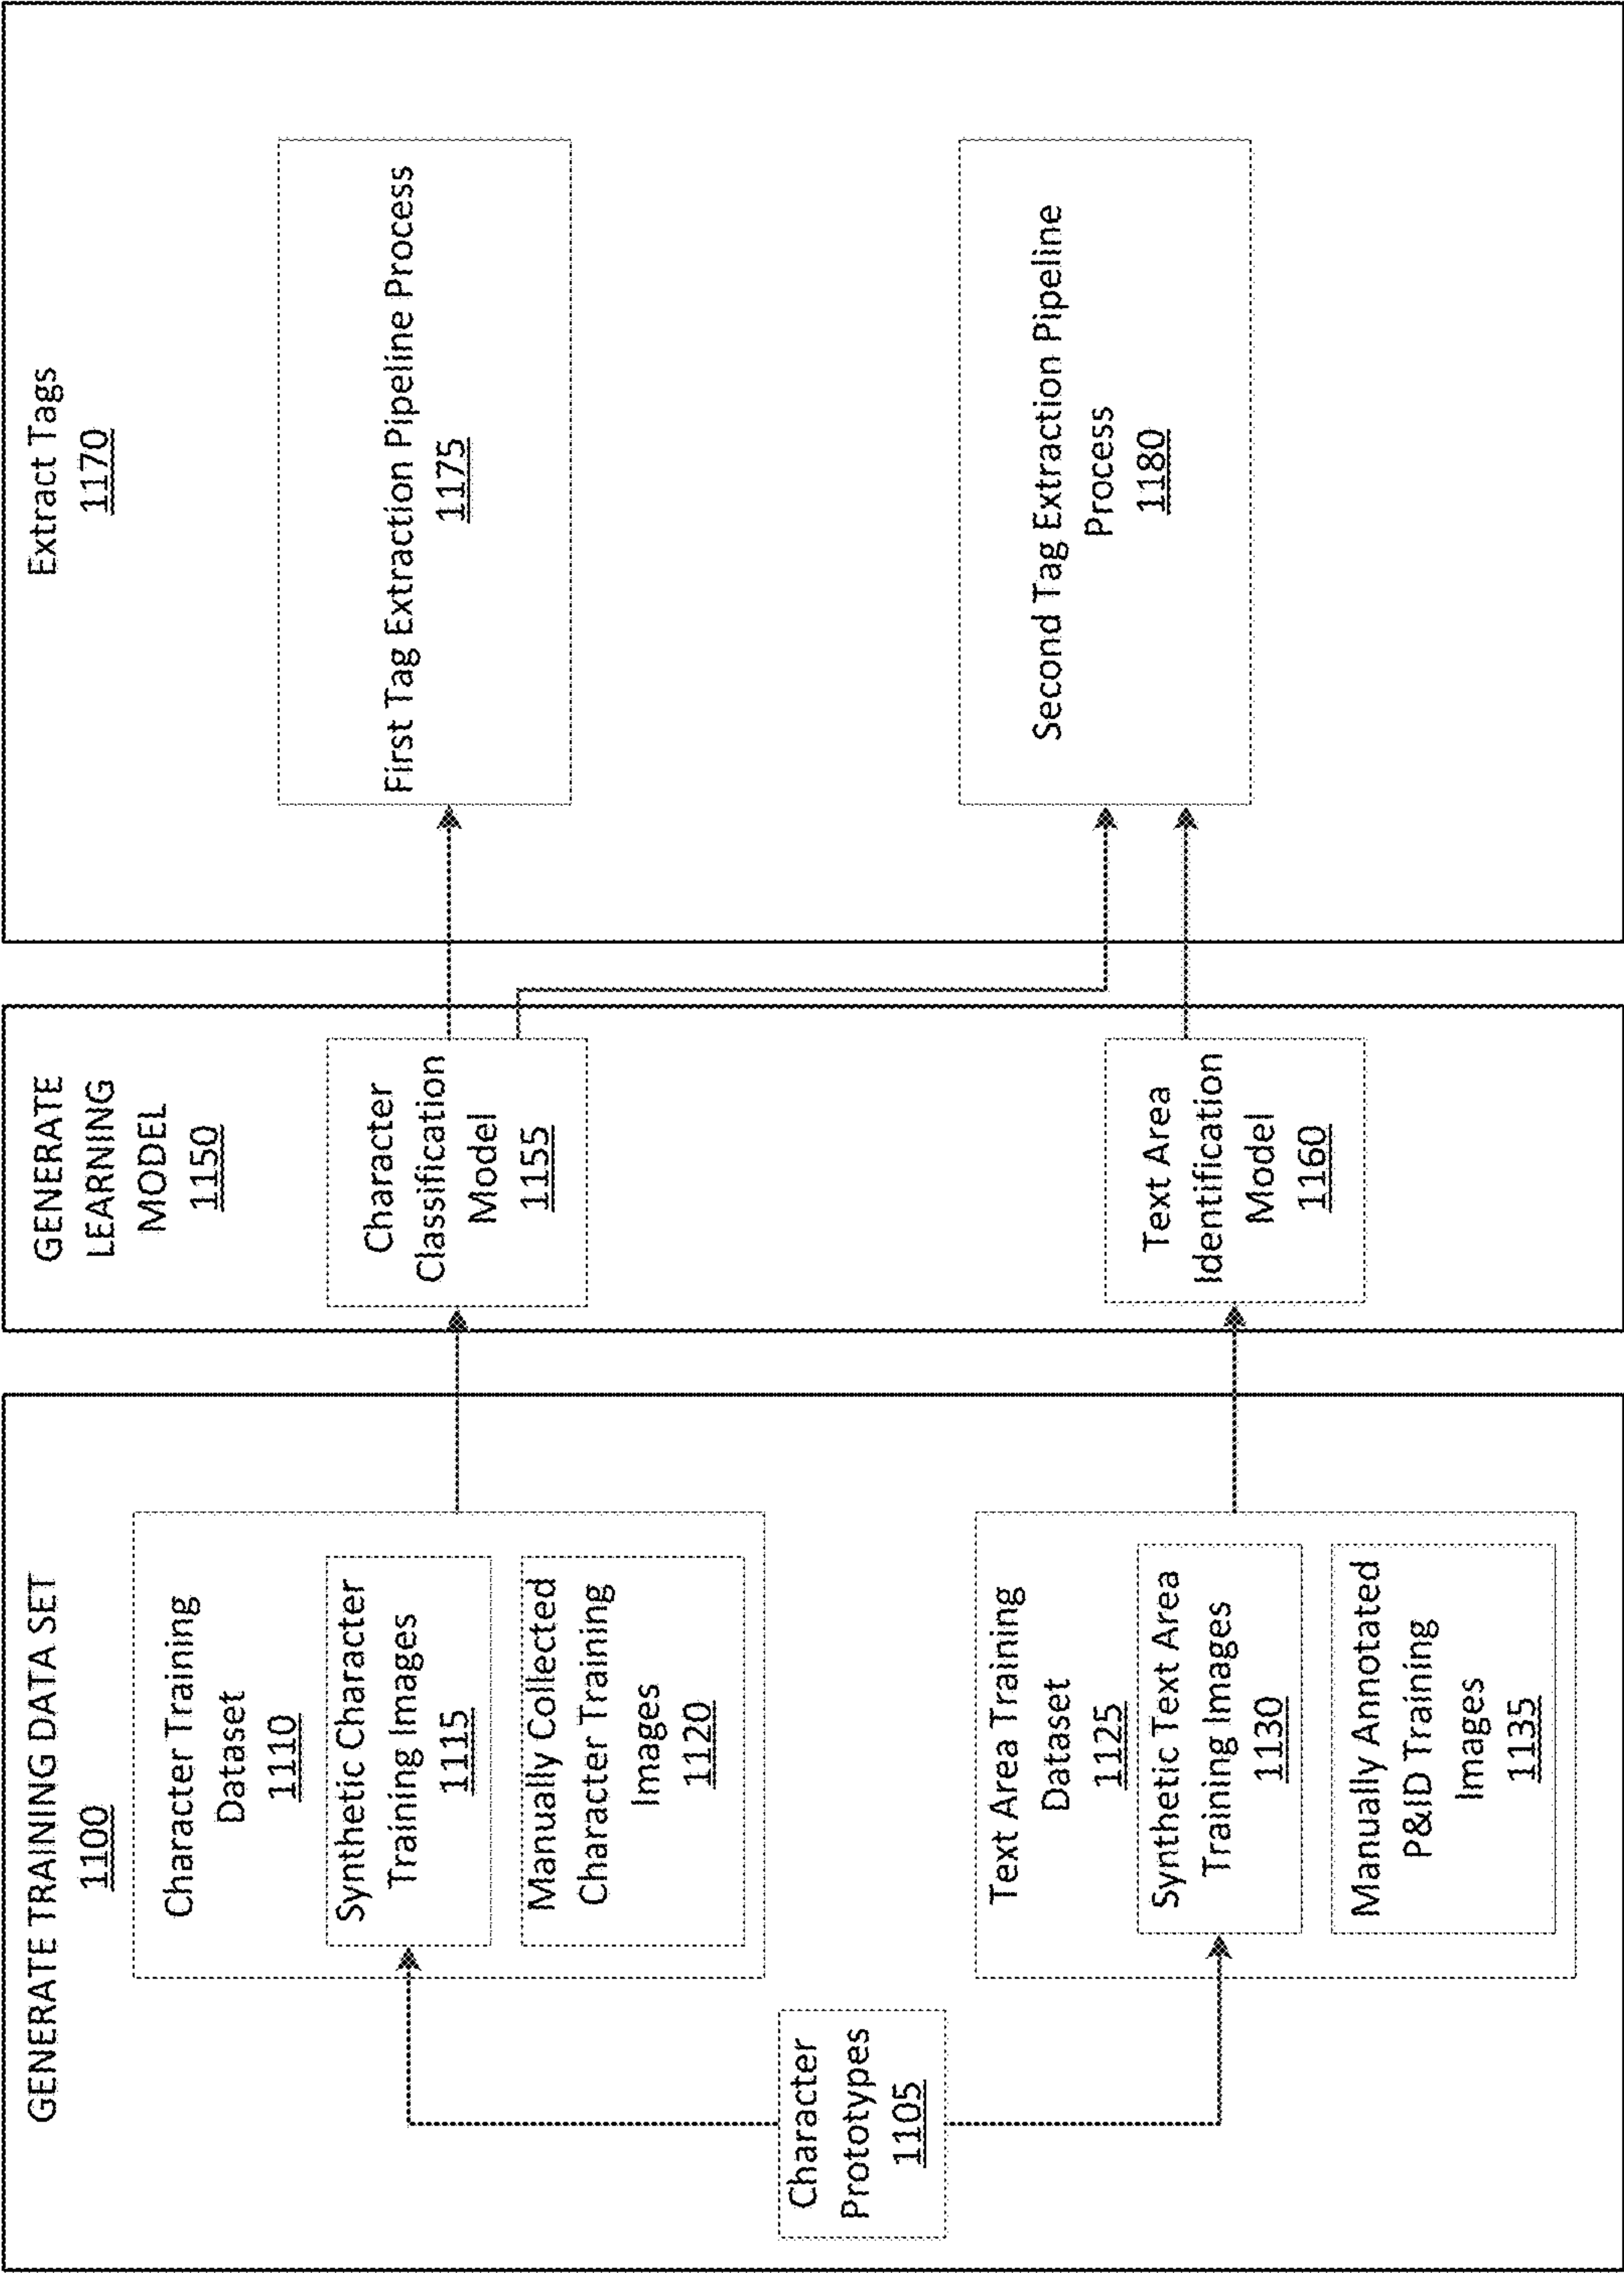 GENERATE TRAINING DATA SET
1100
Character Prototypes
1105
Character Training
Dataset
1110
Synthetic Character
Training Images
1115
Manually Collected
Character Training
Images
1120
Text Area Training
Dataset
1125
Synthetic Text Area
Training Images
1130
Manually Annotated
P&ID Training
Images
1135
GENERATE
LEARNING
MODEL
1150
Character
Classification
Model
1155
Text Area
Identification
Model
1160
Extract Tags
1170
First Tag Extraction Pipeline Process
1175
Second Tag Extraction Pipeline
Process
1180